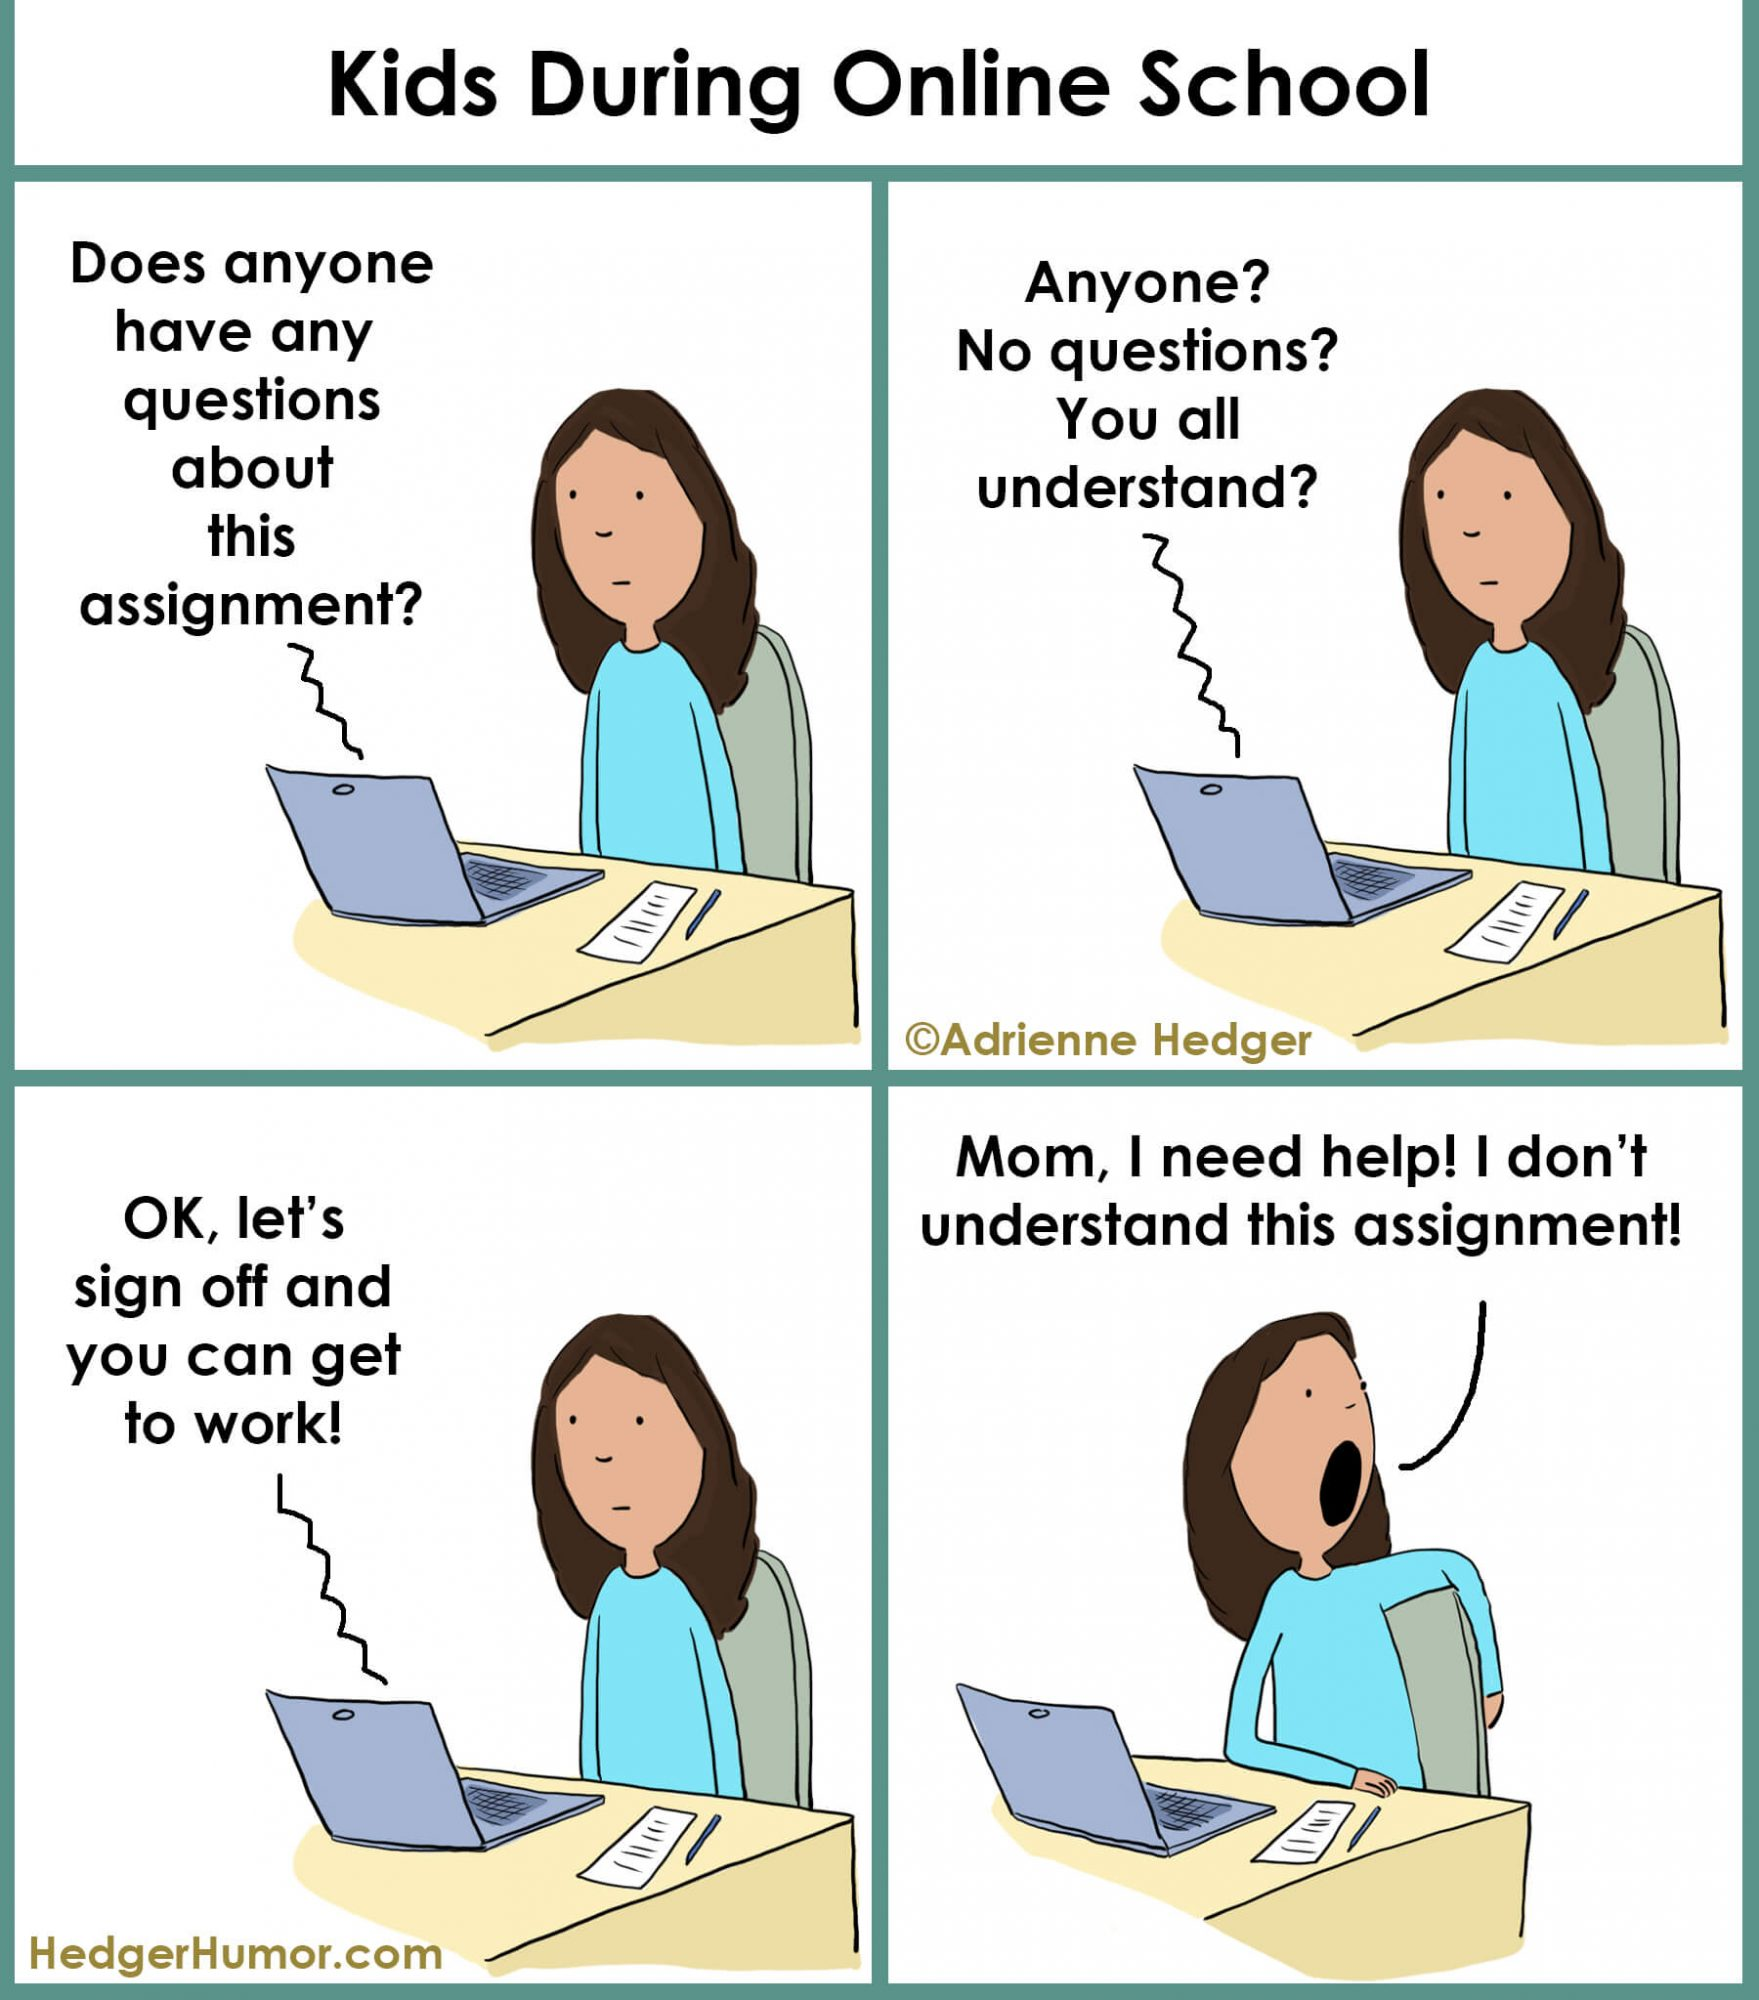 Kids During Online School
Does anyone
have any
questions
about
this
assignment?
Anyone?
No questions?
You all
understand?
©Adrienne Hedger
OK, let's
sign off and
you can get
to work!
HedgerHumor.com
Mom, I need help! I don't
understand this assignment!